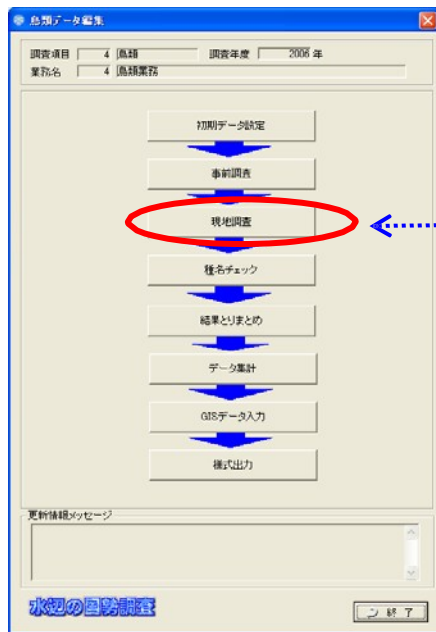 鳥類データ編集
調査項目 4 鳥類 調査年度 2006 年
業務名 4 鳥類業務
初期データ設定
事前調査
現地調査
種名チェック
結果とりまとめ
データ集計
GISデータ入力
様式出力
更新情報メッセージ
水辺の国勢調査
終了